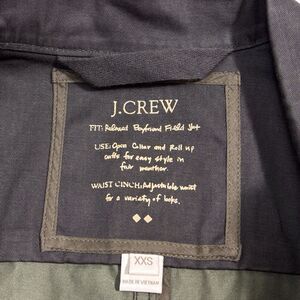 J.CREW
FIT: Relaxed Boyfriend Field Jkt
USE: Open Collar and Roll up
cuffs for easy style in
fair weather.
WAIST CINCH: Adjustable waist
for a variety of looks.
XXS
MADE IN VIETNAM